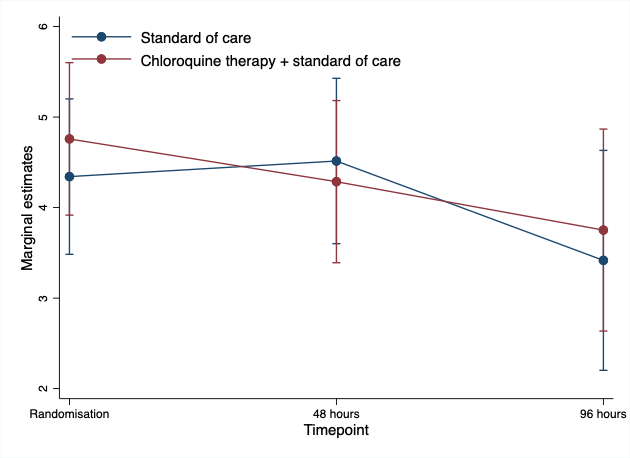 Standard of care
Chloroquine therapy + standard of care
Marginal estimates
6
5
4
3
2
Randomisation
48 hours
96 hours
Timepoint